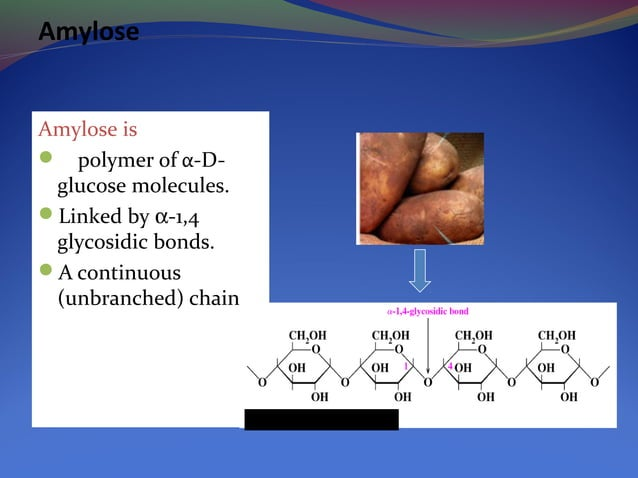 Amylose
Amylose is
polymer of α-D-
glucose molecules.
Linked by α-1,4
glycosidic bonds.
A continuous
(unbranched) chain
α-1,4-glycosidic bond
CH2OH CH2OH CH2OH CH2OH
O O O O
OH OH 1 4 OH OH
O O O O O
OH OH OH OH